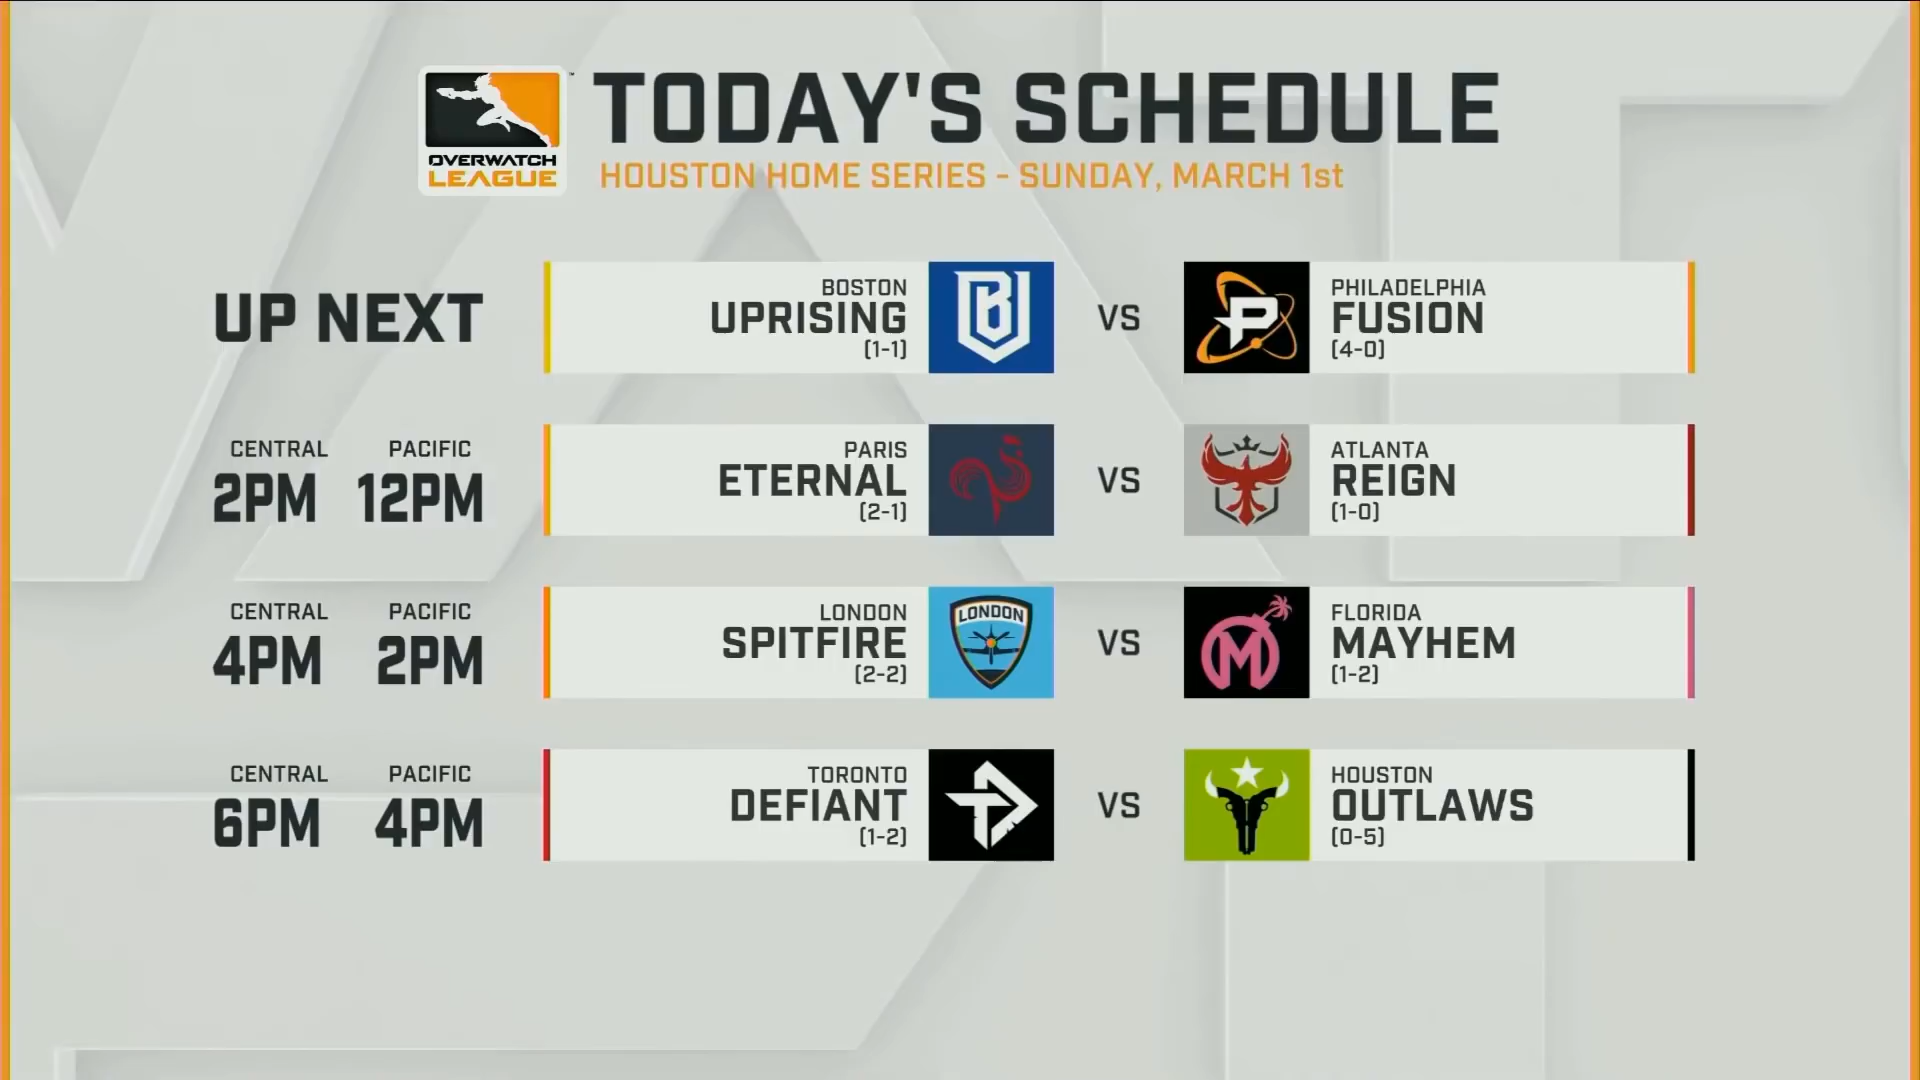 TODAY'S SCHEDULE
OVERWATCH
LEAGUE
™
HOUSTON HOME SERIES - SUNDAY, MARCH 1st
UP NEXT
BOSTON
UPRISING
(1-1)
VS
PHILADELPHIA
FUSION
(4-0)
CENTRAL PACIFIC
2PM 12PM
PARIS
ETERNAL
(2-1)
VS
ATLANTA
REIGN
(1-0)
CENTRAL PACIFIC
4PM 2PM
LONDON
SPITFIRE
(2-2)
LONDON
VS
FLORIDA
MAYHEM
(1-2)
CENTRAL PACIFIC
6PM 4PM
TORONTO
DEFIANT
(1-2)
VS
HOUSTON
OUTLAWS
(0-5)